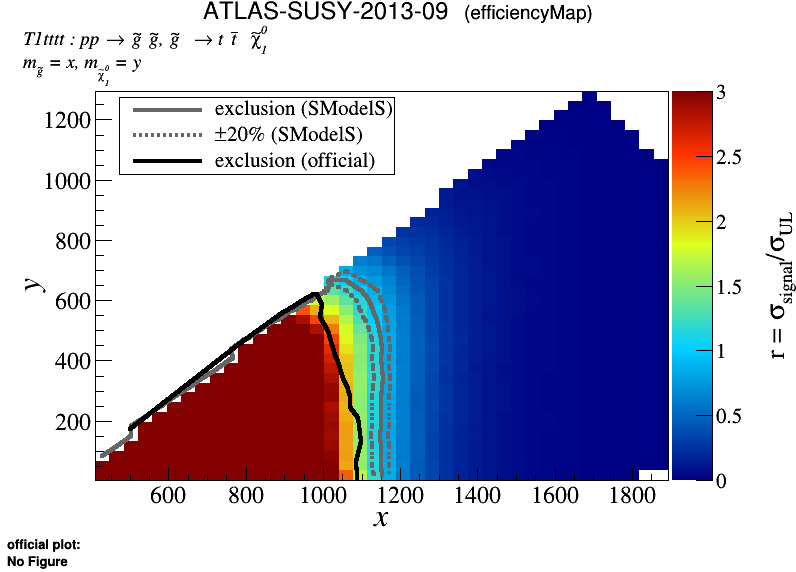 ATLAS-SUSY-2013-09 (efficiencyMap)
T1tttt : pp → g̃ g̃, g̃ → t t̄ χ̃⁰₁
m_g̃ = x, m_χ̃⁰₁ = y
exclusion (SModelS)
±20% (SModelS)
exclusion (official)
1200
1000
800
600
400
200
y
600
800
1000
1200
1400
1600
1800
x
3
2.5
2
1.5
1
0.5
0
r = σ_signal/σ_UL
official plot:
No Figure